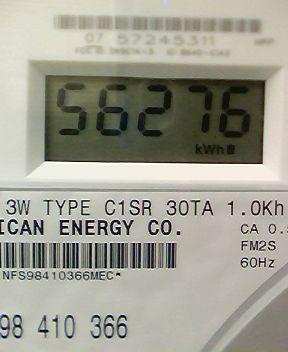 07 57245311
56276
kWh
3W TYPE C1SR 30TA 1.0Kh
ICAN ENERGY CO.
CA 0.
FM2S
60Hz
NFS98410366MEC*
98 410 366